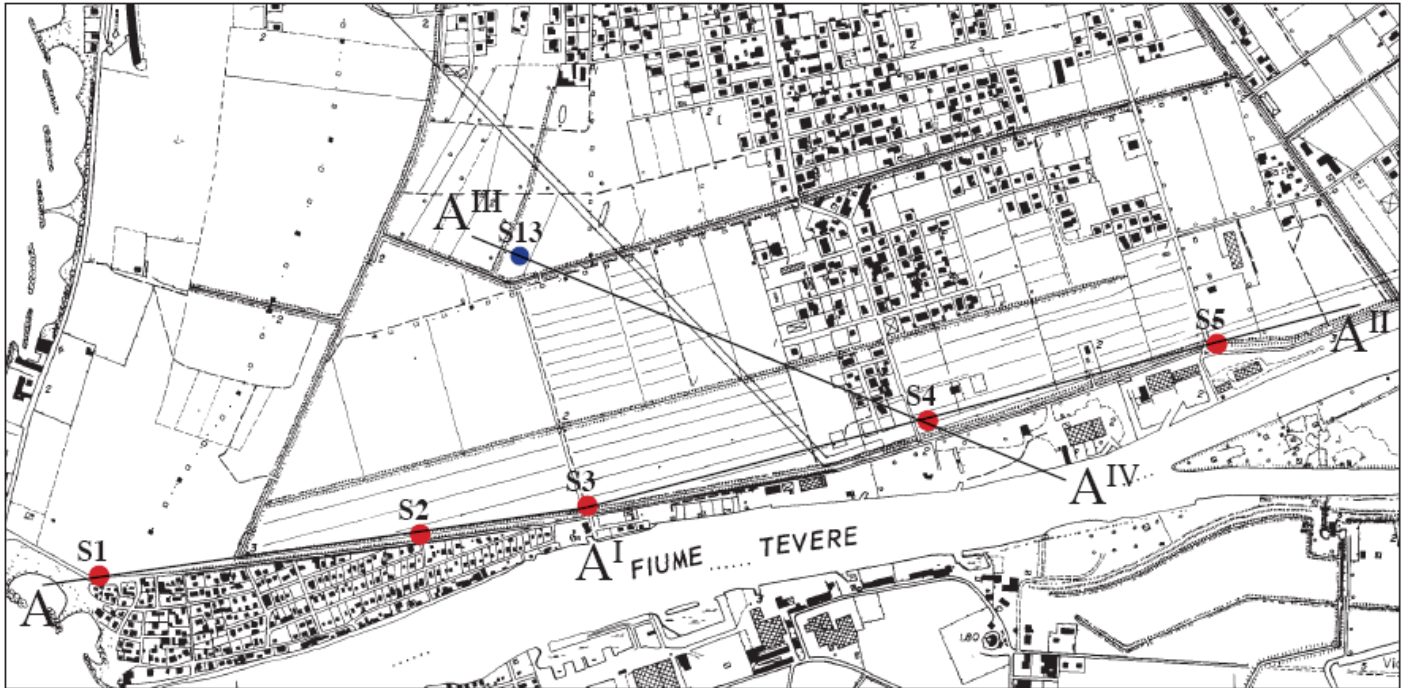 A III
S13
S5
A II
S4
S3
A IV
S2
S1
A I
FIUME TEVERE
A
1.80